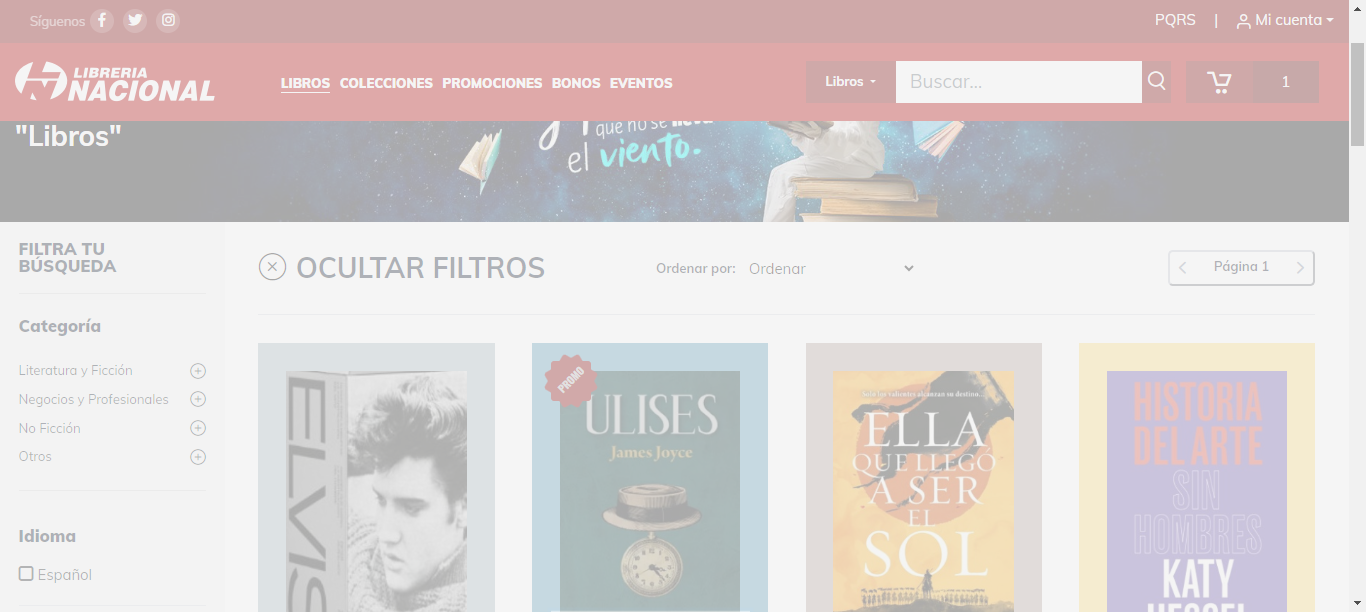 Síguenos
PQRS | Mi cuenta
LIBRERIA
NACIONAL
LIBROS COLECCIONES PROMOCIONES BONOS EVENTOS
Libros
Buscar...
1
"Libros"
que no se lleva
el viento.
FILTRA TU
BÚSQUEDA
OCULTAR FILTROS
Ordenar por: Ordenar
Página 1
Categoría
Literatura y Ficción
Negocios y Profesionales
No Ficción
Otros
Idioma
Español
ELVIS
PROMO
ULISES
James Joyce
Solo los valientes alcanzan su destino...
ELLA
QUE LLEGÓ
A SER
EL
SOL
HISTORIA
DEL ARTE
SIN
HOMBRES
KATY
HESSEL